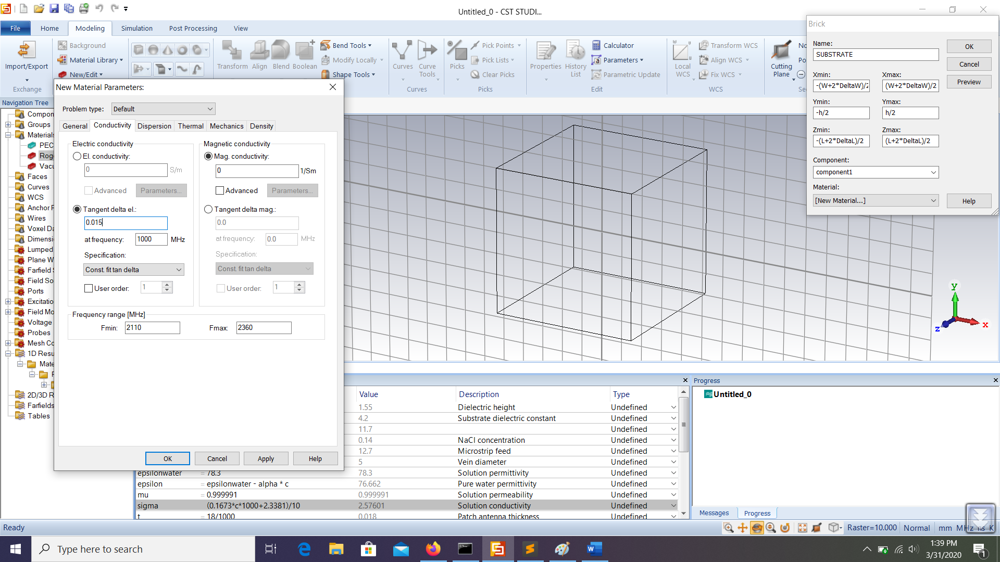 Untitled_0 - CST STUDI...
File Home Modeling Simulation Post Processing View
Import/Export
Exchange
Background
Material Library
New/Edit
Transform Align Blend Boolean
Bend Tools
Modify Locally
Shape Tools
Curves
Curve Tools
Curves
Picks
Pick Points
Pick Lists
Clear Picks
Picks
Properties
History List
Calculator
Parameters
Parametric Update
Edit
Local WCS
Transform WCS
Align WCS
Fix WCS
WCS
Cutting Plane
No
Po
Se
Brick
Name:
SUBSTRATE
OK
Cancel
Preview
Xmin: Xmax:
-(W+2*DeltaW)/2 (W+2*DeltaW)/2
Ymin: Ymax:
-h/2 h/2
Zmin: Zmax:
-(L+2*DeltaL)/2 (L+2*DeltaL)/2
Component:
component1
Material:
[New Material...]
Help
Navigation Tree
Compon
Groups
Materials
PEC
Roge
Vacu
Faces
Curves
WCS
Anchor P
Wires
Voxel Da
Dimensi
Lumped
Plane W
Farfield S
Field So
Ports
Excitatio
Field Mo
Voltage
Probes
Mesh Co
1D Resu
Mate
2D/3D R
Farfields
Tables
New Material Parameters:
Problem type: Default
General Conductivity Dispersion Thermal Mechanics Density
Electric conductivity
El. conductivity:
0 S/m
Advanced Parameters...
Tangent delta el.:
0.015
at frequency: 1000 MHz
Specification:
Const. fit tan delta
User order: 1
Magnetic conductivity
Mag. conductivity:
0 1/Sm
Advanced Parameters...
Tangent delta mag.:
0.0
at frequency: 0.0 MHz
Specification:
Const. fit tan delta
User order: 1
Frequency range [MHz]
Fmin: 2110 Fmax: 2360
OK Cancel Apply Help
y
x
z
Value Description Type
1.55 Dielectric height Undefined
4.2 Substrate dielectric constant Undefined
11.7 Undefined
0.14 NaCl concentration Undefined
12.7 Microstrip feed Undefined
5 Vein diameter Undefined
epsilonwater = 78.3 78.3 Solution permittivity Undefined
epsilon = epsilonwater - alpha * c 76.662 Pure water permittivity Undefined
mu = 0.999991 0.999991 Solution permeability Undefined
sigma (0.1673*c*1000+2.3381)/10 2.57601 Solution conductivity Undefined
t = 18/1000 0.018 Patch antenna thickness Undefined
Progress
Untitled_0
Messages Progress
Ready
Raster=10.000 Normal mm MHz ns K
Type here to search
1:39 PM
3/31/2020
1